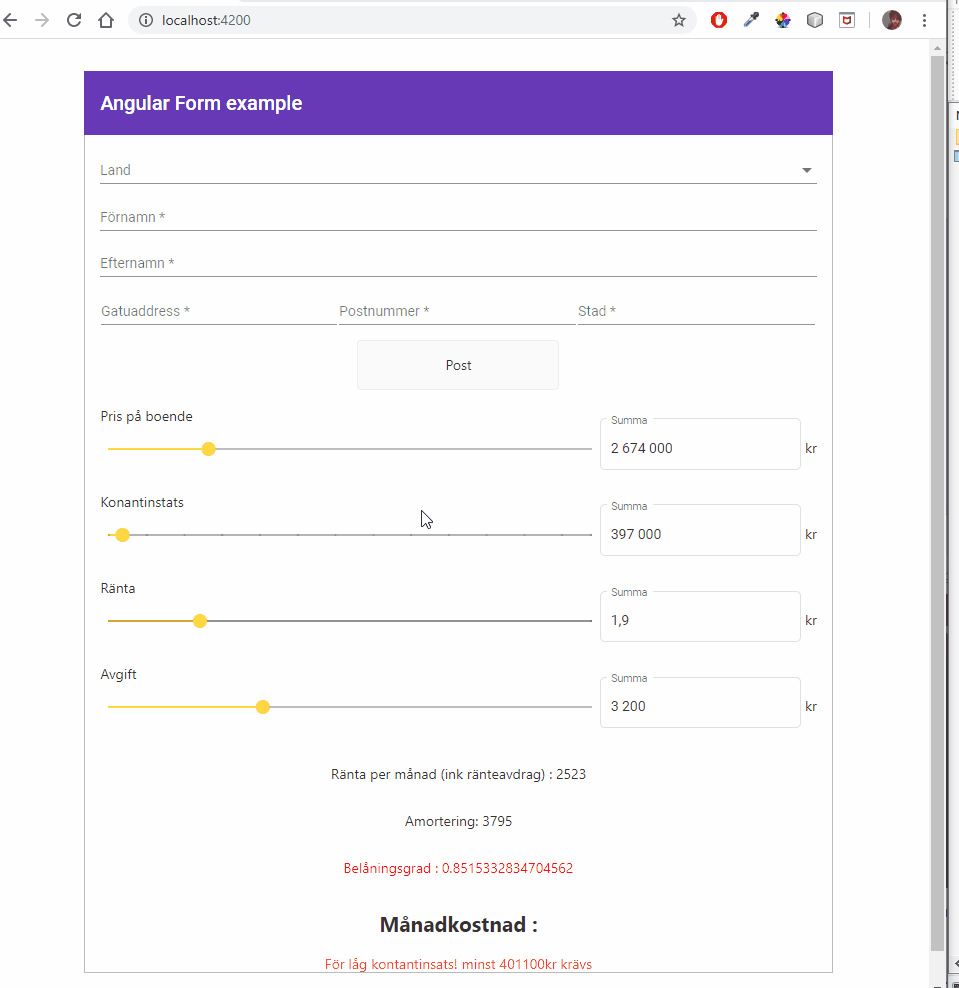 localhost:4200
Angular Form example
Land
Förnamn *
Efternamn *
Gatuaddress * Postnummer * Stad *
Post
Pris på boende
Summa
2 674 000 kr
Konantinstats
Summa
397 000 kr
Ränta
Summa
1,9 kr
Avgift
Summa
3 200 kr
Ränta per månad (ink ränteavdrag) : 2523
Amortering: 3795
Belåningsgrad : 0.8515332834704562
Månadkostnad :
För låg kontantinsats! minst 401100kr krävs